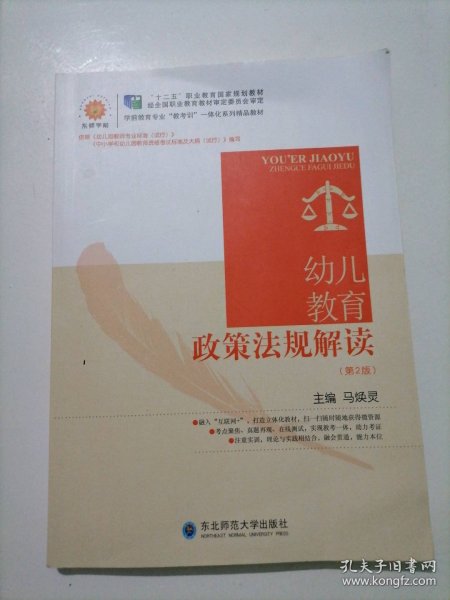 东师学前
"十二五"职业教育国家规划教材
经全国职业教育教材审定委员会审定
学前教育专业"教考训"一体化系列精品教材
依据《幼儿园教师专业标准（试行）》
《中小学和幼儿园教师资格考试标准及大纲（试行）》编写
YOU'ER JIAOYU
ZHENGCE FAGUI JIEDU
幼儿
教育
政策法规解读
（第2版）
主编 马焕灵
●融入"互联网+"，打造立体化教材，扫一扫随时随地获得微资源
●考点聚焦，真题再现，在线测试，实现教考一体，助力考证
●注重实训，理论与实践相结合，融会贯通，能力本位
东北师范大学出版社
NORTHEAST NORMAL UNIVERSITY PRESS
孔夫子旧书网
www.kongfz.com